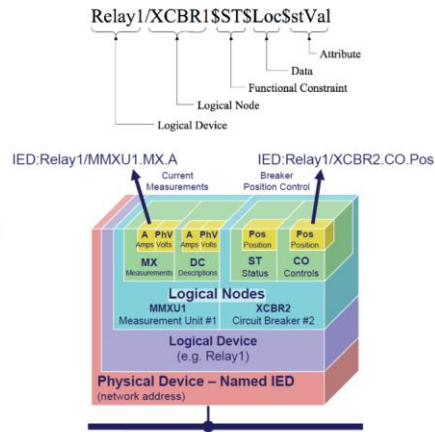 Relay1/XCBR1$ST$Loc$stVal
Attribute
Data
Functional Constraint
Logical Node
Logical Device
IED:Relay1/MMXU1.MX.A
IED:Relay1/XCBR2.CO.Pos
Current
Measurements
Breaker
Position Control
A PhV A PhV Pos Pos
Amps Volts Amps Volts Position Position
MX DC ST CO
Measurements Descriptions Status Controls
Logical Nodes
MMXU1 XCBR2
Measurement Unit #1 Circuit Breaker #2
Logical Device
(e.g. Relay1)
Physical Device – Named IED
(network address)